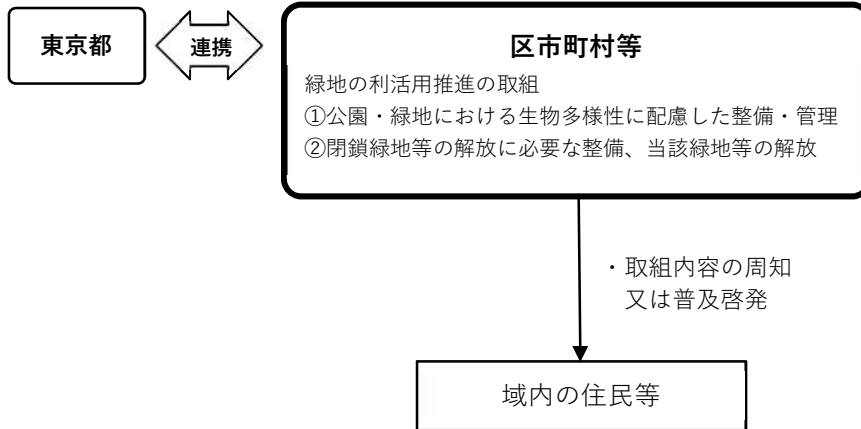 東京都
連携
区市町村等
緑地の利活用推進の取組
①公園・緑地における生物多様性に配慮した整備・管理
②閉鎖緑地等の解放に必要な整備、当該緑地等の解放
・取組内容の周知
又は普及啓発
域内の住民等